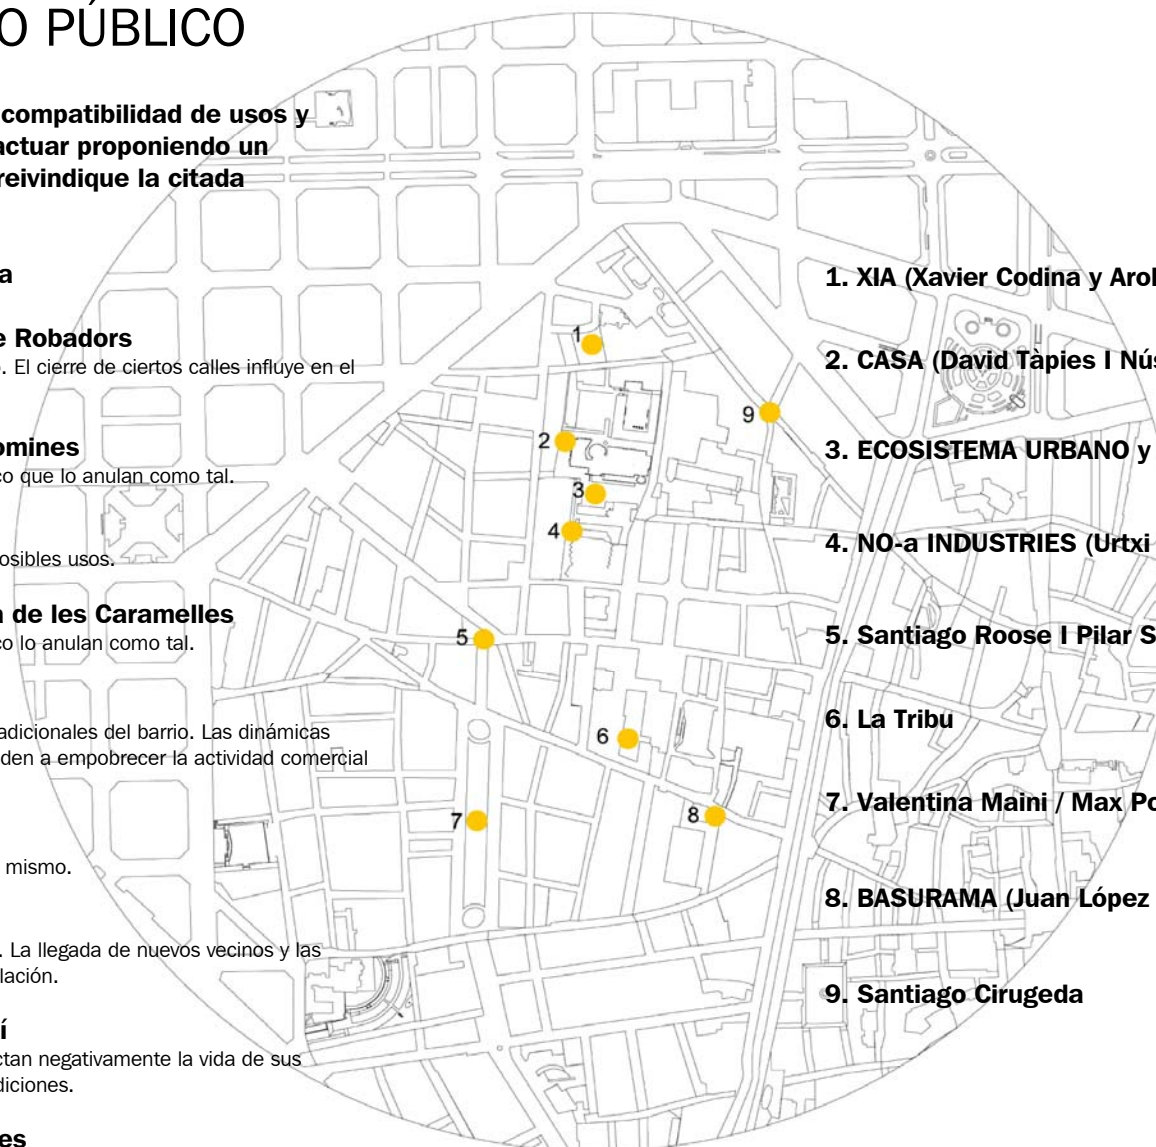 O PÚBLICO
compatibilidad de usos y
actuar proponiendo un
reivindique la citada
a
e Robadors
. El cierre de ciertos calles influye en el
omines
co que lo anulan como tal.
osibles usos.
a de les Caramelles
co lo anulan como tal.
adicionales del barrio. Las dinámicas
den a empobrecer la actividad comercial
mismo.
. La llegada de nuevos vecinos y las
lación.
í
ctan negativamente la vida de sus
diciones.
es
1
2
3
4
5
6
7
8
9
1. XIA (Xavier Codina y Arol
2. CASA (David Tàpies I Nús
3. ECOSISTEMA URBANO y
4. NO-a INDUSTRIES (Urtxi
5. Santiago Roose I Pilar S
6. La Tribu
7. Valentina Maini / Max Po
8. BASURAMA (Juan López
9. Santiago Cirugeda